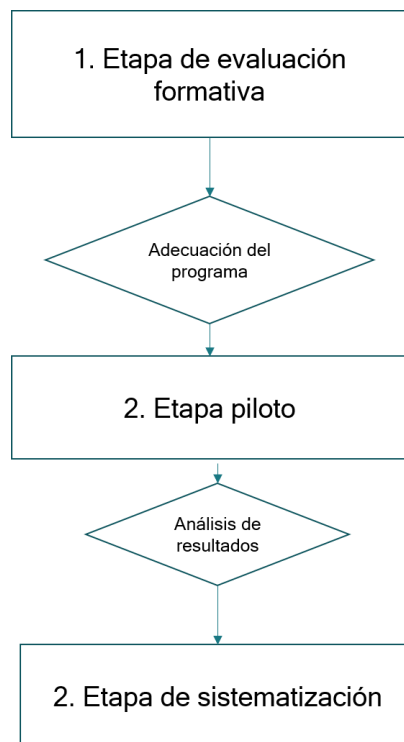 1. Etapa de evaluación
formativa
Adecuación del
programa
2. Etapa piloto
Análisis de
resultados
2. Etapa de sistematización